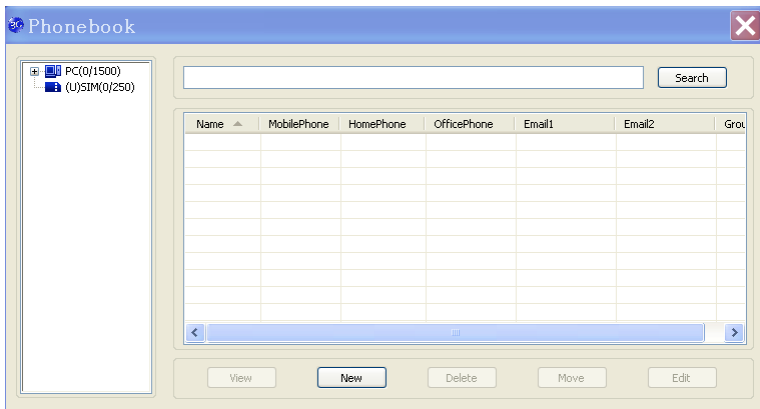 Phonebook
PC(0/1500)
(U)SIM(0/250)
Search
Name MobilePhone HomePhone OfficePhone Email1 Email2 Grou
View New Delete Move Edit